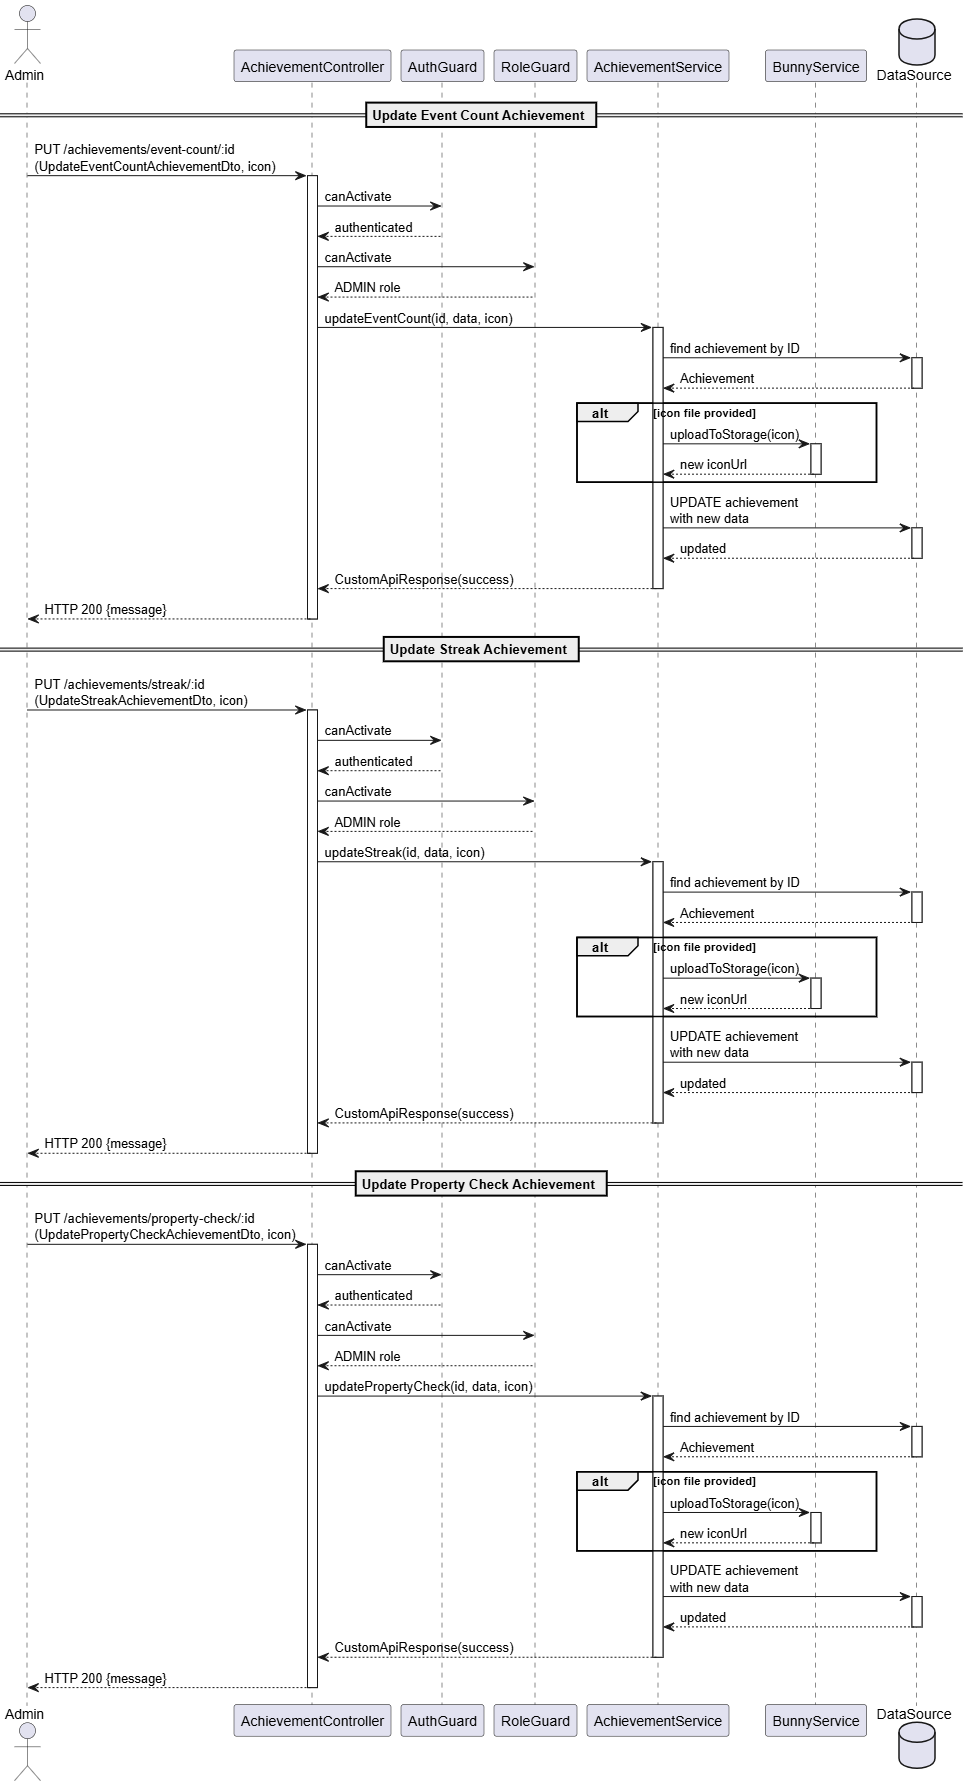 Admin
AchievementController
AuthGuard
RoleGuard
AchievementService
BunnyService
DataSource
Update Event Count Achievement
PUT /achievements/event-count/:id
(UpdateEventCountAchievementDto, icon)
canActivate
authenticated
canActivate
ADMIN role
updateEventCount(id, data, icon)
find achievement by ID
Achievement
alt
[icon file provided]
uploadToStorage(icon)
new iconUrl
UPDATE achievement
with new data
updated
CustomApiResponse(success)
HTTP 200 {message}
Update Streak Achievement
PUT /achievements/streak/:id
(UpdateStreakAchievementDto, icon)
canActivate
authenticated
canActivate
ADMIN role
updateStreak(id, data, icon)
find achievement by ID
Achievement
alt
[icon file provided]
uploadToStorage(icon)
new iconUrl
UPDATE achievement
with new data
updated
CustomApiResponse(success)
HTTP 200 {message}
Update Property Check Achievement
PUT /achievements/property-check/:id
(UpdatePropertyCheckAchievementDto, icon)
canActivate
authenticated
canActivate
ADMIN role
updatePropertyCheck(id, data, icon)
find achievement by ID
Achievement
alt
[icon file provided]
uploadToStorage(icon)
new iconUrl
UPDATE achievement
with new data
updated
CustomApiResponse(success)
HTTP 200 {message}
Admin
AchievementController
AuthGuard
RoleGuard
AchievementService
BunnyService
DataSource